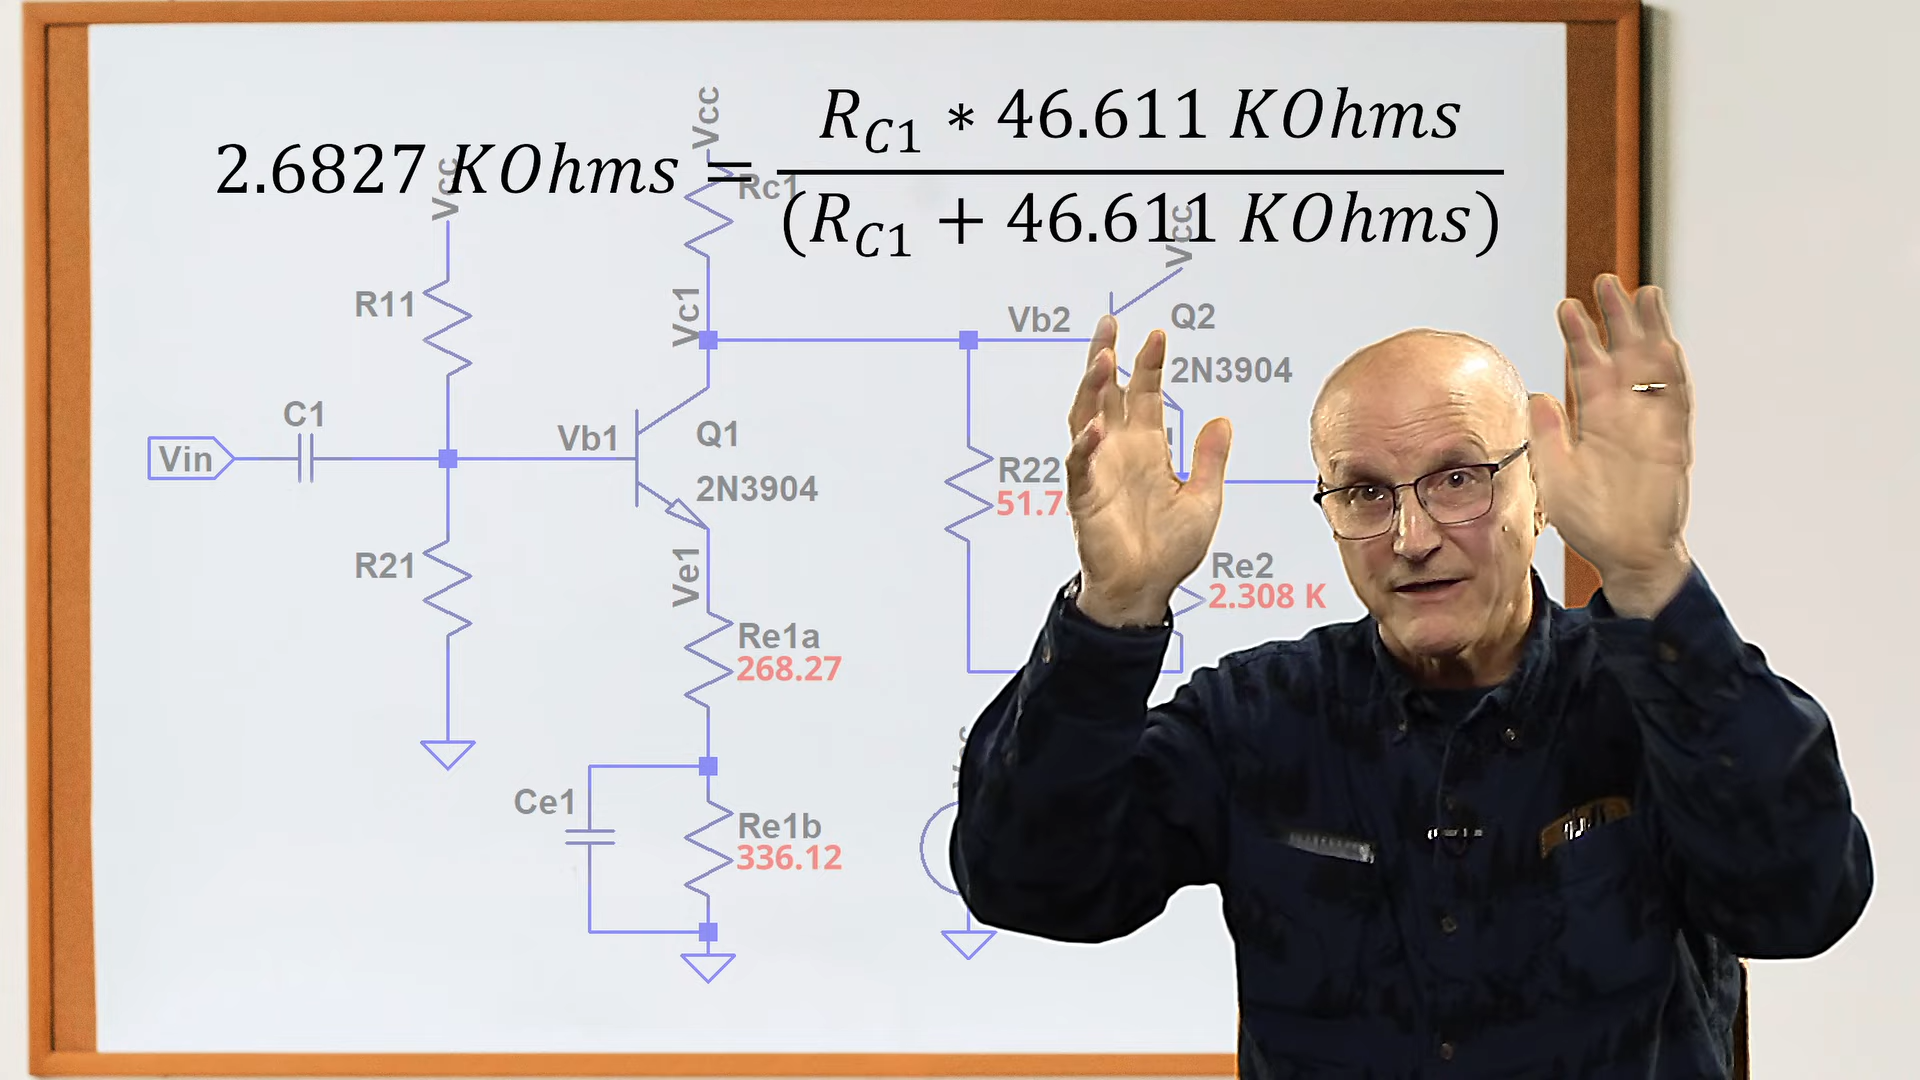 2.6827 KOhms = R_C1 * 46.611 KOhms
(R_C1 + 46.611 KOhms)
Vcc
Vcc
Rc1
Vcc
R11
Vc1
Vb2
Q2
2N3904
C1
Vin
Vb1
Q1
2N3904
R22
51.7
R21
Ve1
Re2
2.308 K
Re1a
268.27
Ce1
Re1b
336.12